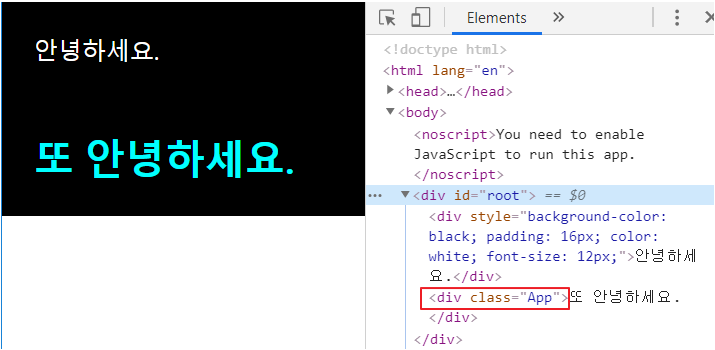 안녕하세요.
또 안녕하세요.
Elements
<!doctype html>
<html lang="en">
<head>…</head>
<body>
<noscript>You need to enable
JavaScript to run this app.
</noscript>
<div id="root"> == $0
<div style="background-color:
black; padding: 16px; color:
white; font-size: 12px;">안녕하세
요.</div>
<div class="App">또 안녕하세요.
</div>
</div>